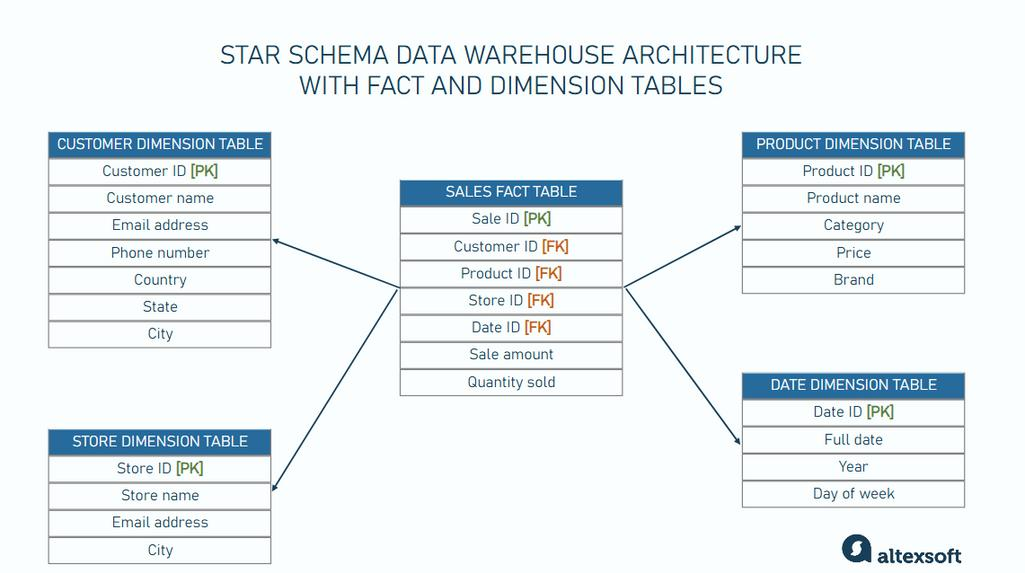 STAR SCHEMA DATA WAREHOUSE ARCHITECTURE
WITH FACT AND DIMENSION TABLES
CUSTOMER DIMENSION TABLE
Customer ID [PK]
Customer name
Email address
Phone number
Country
State
City
STORE DIMENSION TABLE
Store ID [PK]
Store name
Email address
City
SALES FACT TABLE
Sale ID [PK]
Customer ID [FK]
Product ID [FK]
Store ID [FK]
Date ID [FK]
Sale amount
Quantity sold
PRODUCT DIMENSION TABLE
Product ID [PK]
Product name
Category
Price
Brand
DATE DIMENSION TABLE
Date ID [PK]
Full date
Year
Day of week
altexsoft